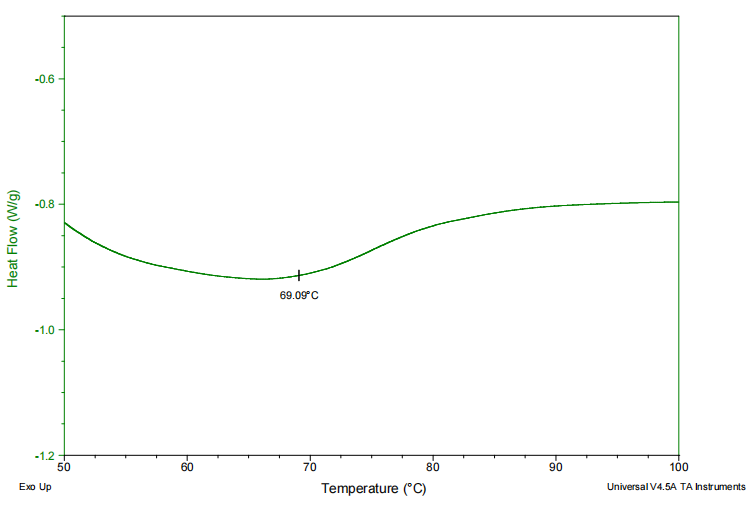 -0.6
-0.8
-1.0
-1.2
Heat Flow (W/g)
69.09°C
50 60 70 80 90 100
Exo Up
Temperature (°C)
Universal V4.5A TA Instruments